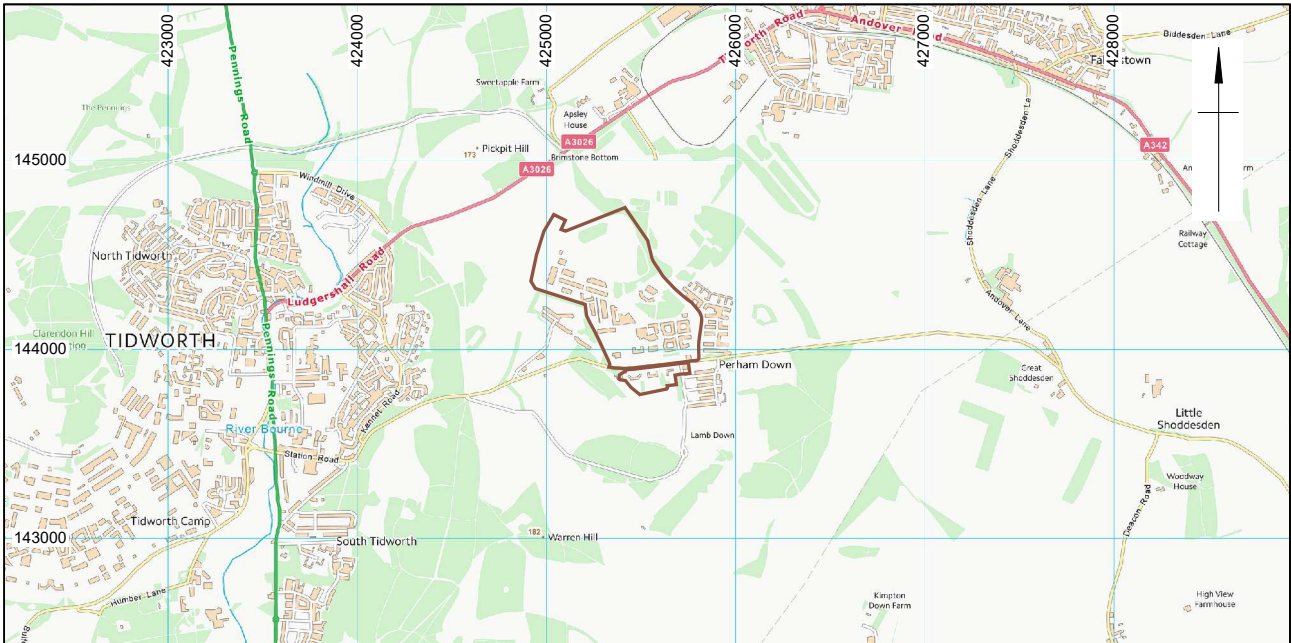 423000
424000
425000
426000
427000
428000
Pennings Road
Tidworth Road
Andover Road
Biddesden Lane
Sweetapple Farm
The Pennings
Apsley
House
A3026
173
Pickpit Hill
Brimstone Bottom
Shoddesden Lane
A342
145000
A3026
Windmill Drive
Railway
Cottage
North Tidworth
Ludgershall Road
Andover Lane
Clarendon Hill
TIDWORTH
144000
Pennings Road
Perham Down
Great
Shoddesden
Little
Shoddesden
Kennet Road
River Bourne
Lamb Down
Station Road
Woodway
House
Tidworth Camp
Deacon Road
143000
South Tidworth
182
Warren Hill
Humber Lane
Kimpton
Down Farm
High View
Farmhouse